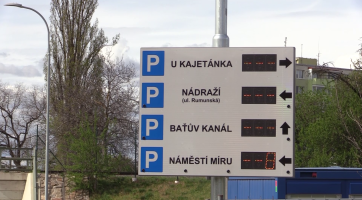 P U KAJETÁNKA
P NÁDRAŽÍ
(ul. Rumunská)
P BAŤŮV KANÁL
P NÁMĚSTÍ MÍRU